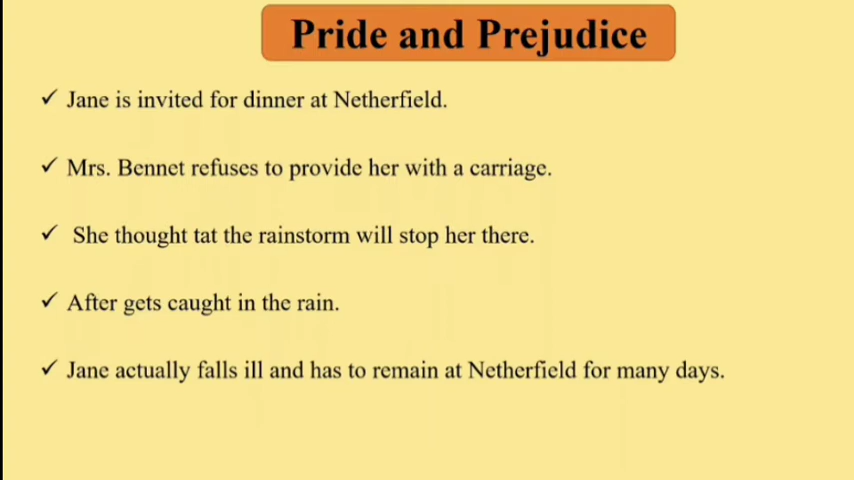 Pride and Prejudice
✓ Jane is invited for dinner at Netherfield.
✓ Mrs. Bennet refuses to provide her with a carriage.
✓ She thought tat the rainstorm will stop her there.
✓ After gets caught in the rain.
✓ Jane actually falls ill and has to remain at Netherfield for many days.